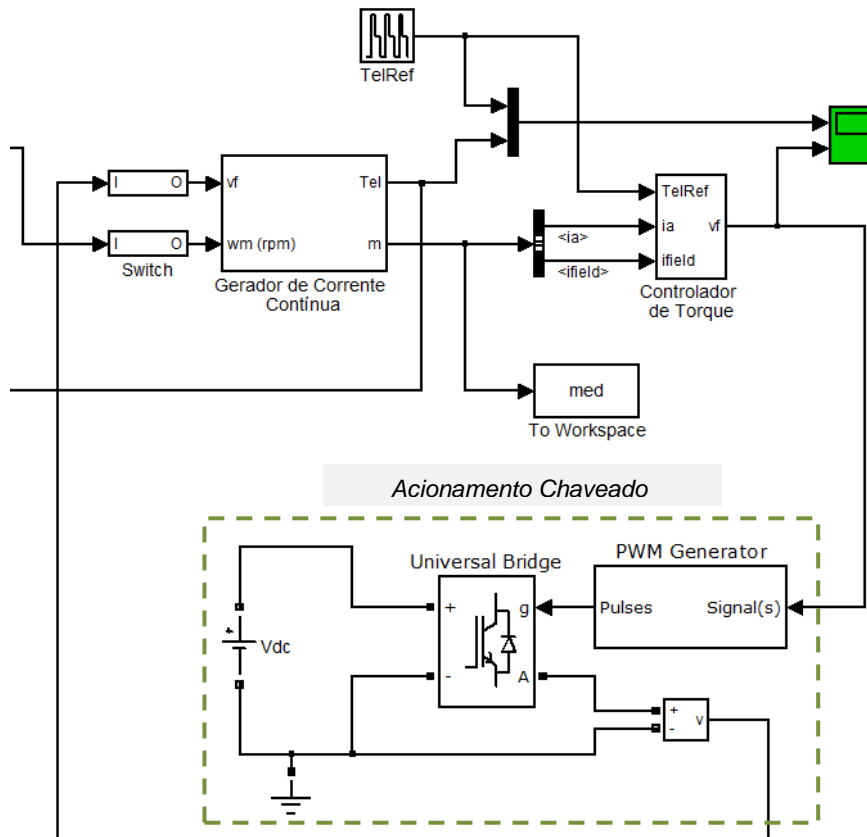 TelRef
I O
vf
Tel
I O
wm (rpm)
m
Switch
Gerador de Corrente
Contínua
<ia>
<ifield>
TelRef
ia
vf
ifield
Controlador
de Torque
med
To Workspace
Acionamento Chaveado
Universal Bridge
PWM Generator
+
g
Pulses
Signal(s)
+
Vdc
-
A
+
-
v